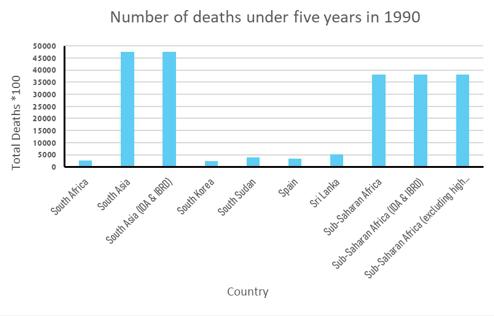 Number of deaths under five years in 1990
Total Deaths *100
50000
45000
40000
35000
30000
25000
20000
15000
10000
5000
0
South Africa
South Asia
South Asia (IDA & IBRD)
South Korea
South Sudan
Spain
Sri Lanka
Sub-Saharan Africa
Sub-Saharan Africa (IDA & IBRD)
Sub-Saharan Africa (excluding high...
Country